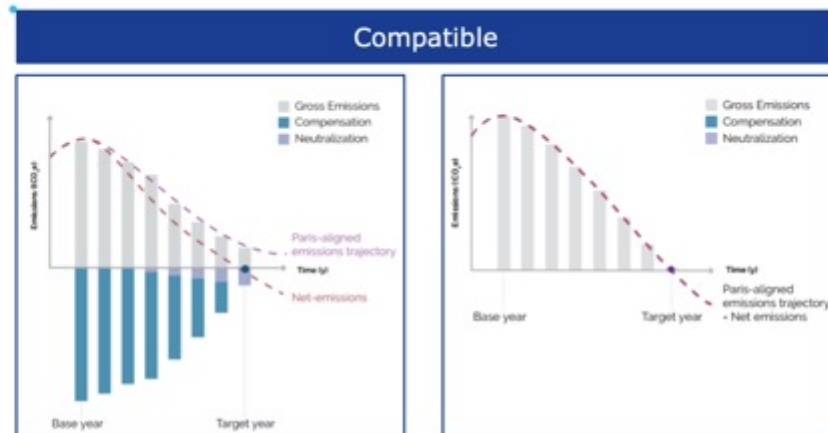 Compatible
Gross Emissions
Compensation
Neutralization
Emissions (tCO₂e)
Paris-aligned
emissions trajectory
Time (y)
Net-emissions
Base year
Target year
Gross Emissions
Compensation
Neutralization
Emissions (tCO₂e)
Time (y)
Paris-aligned
emissions trajectory
= Net emissions
Base year
Target year